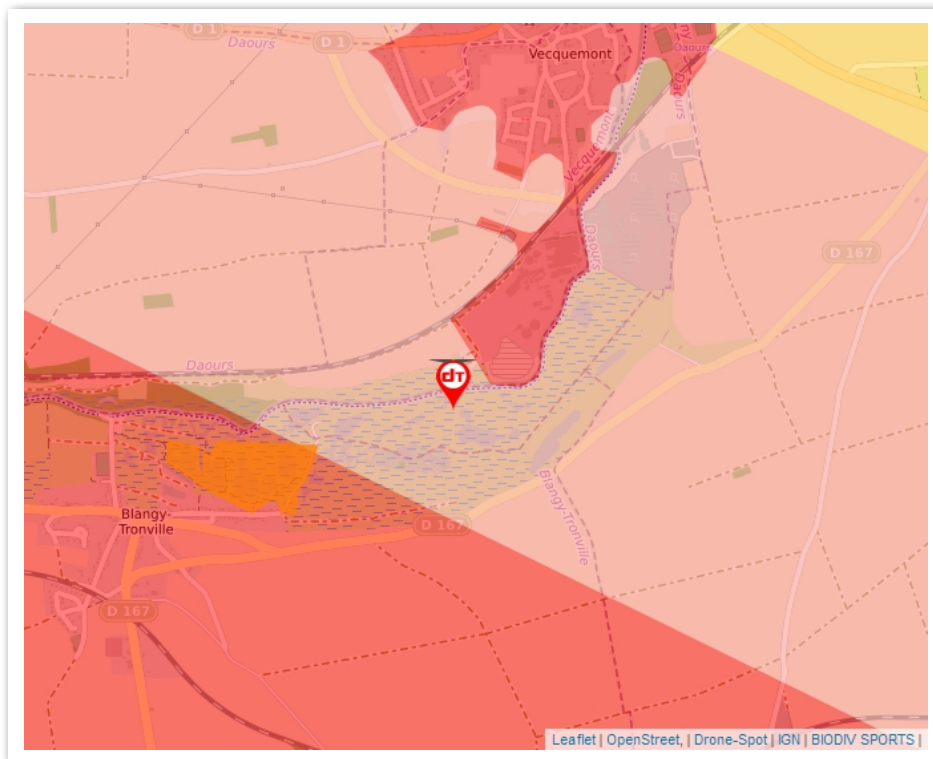 D 1
Daours
D 1
Vecquemont
Daours
Daours
Vecquemont
Daours
D 167
Daours
dT
Blangy-
Tronville
D 167
Blangy-Tronville
D 167
Leaflet | OpenStreet, | Drone-Spot | IGN | BIODIV SPORTS |